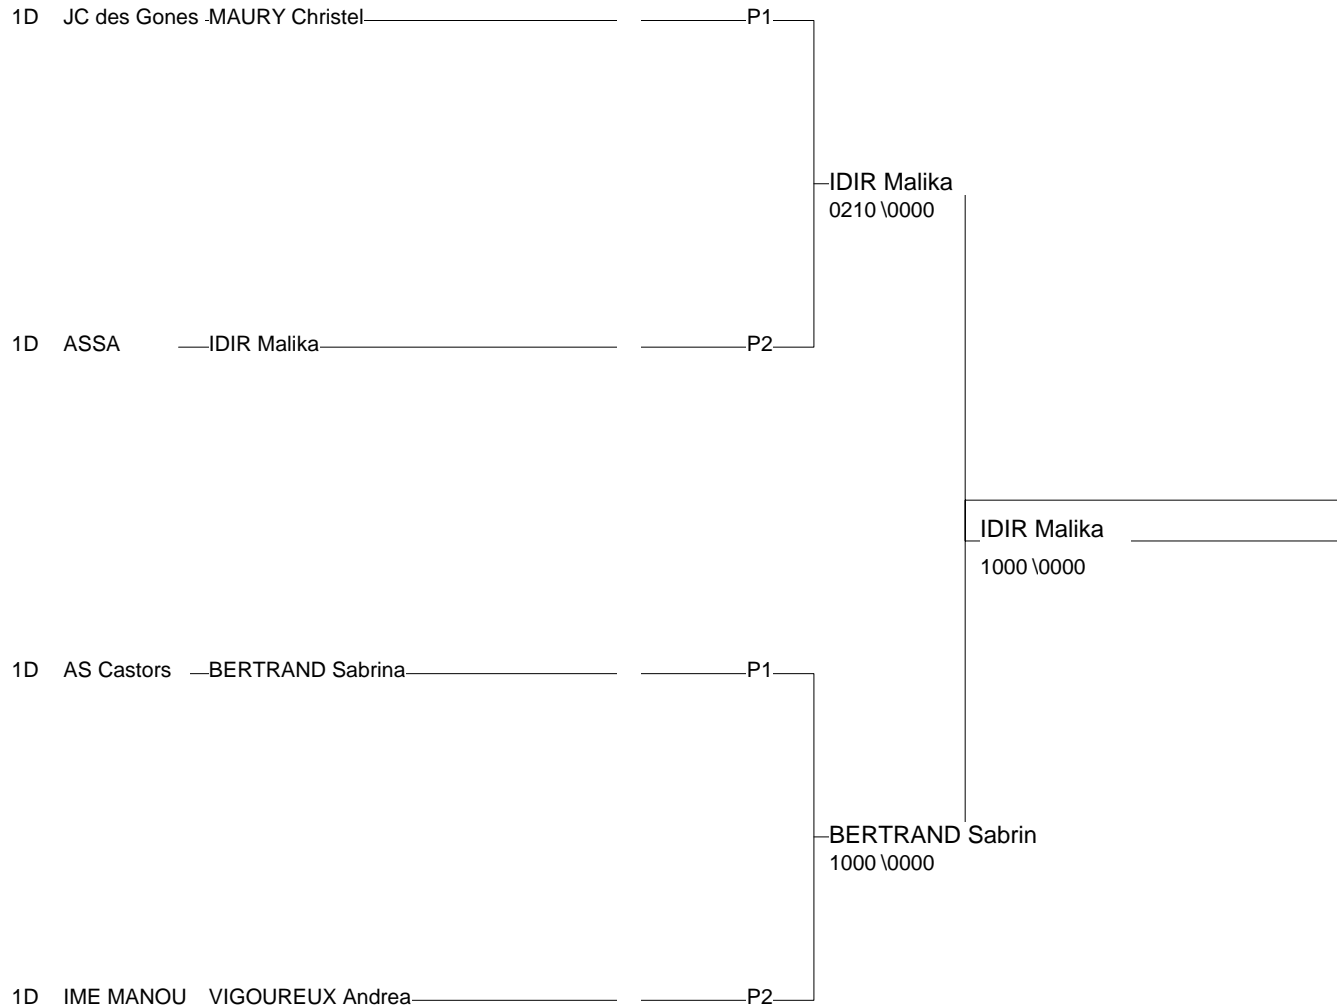 1D JC des Gones MAURY Christel P1
IDIR Malika
0210 \0000
1D ASSA IDIR Malika P2
IDIR Malika
1000 \0000
1D AS Castors BERTRAND Sabrina P1
BERTRAND Sabrin
1000 \0000
1D IME MANOU VIGOUREUX Andrea P2